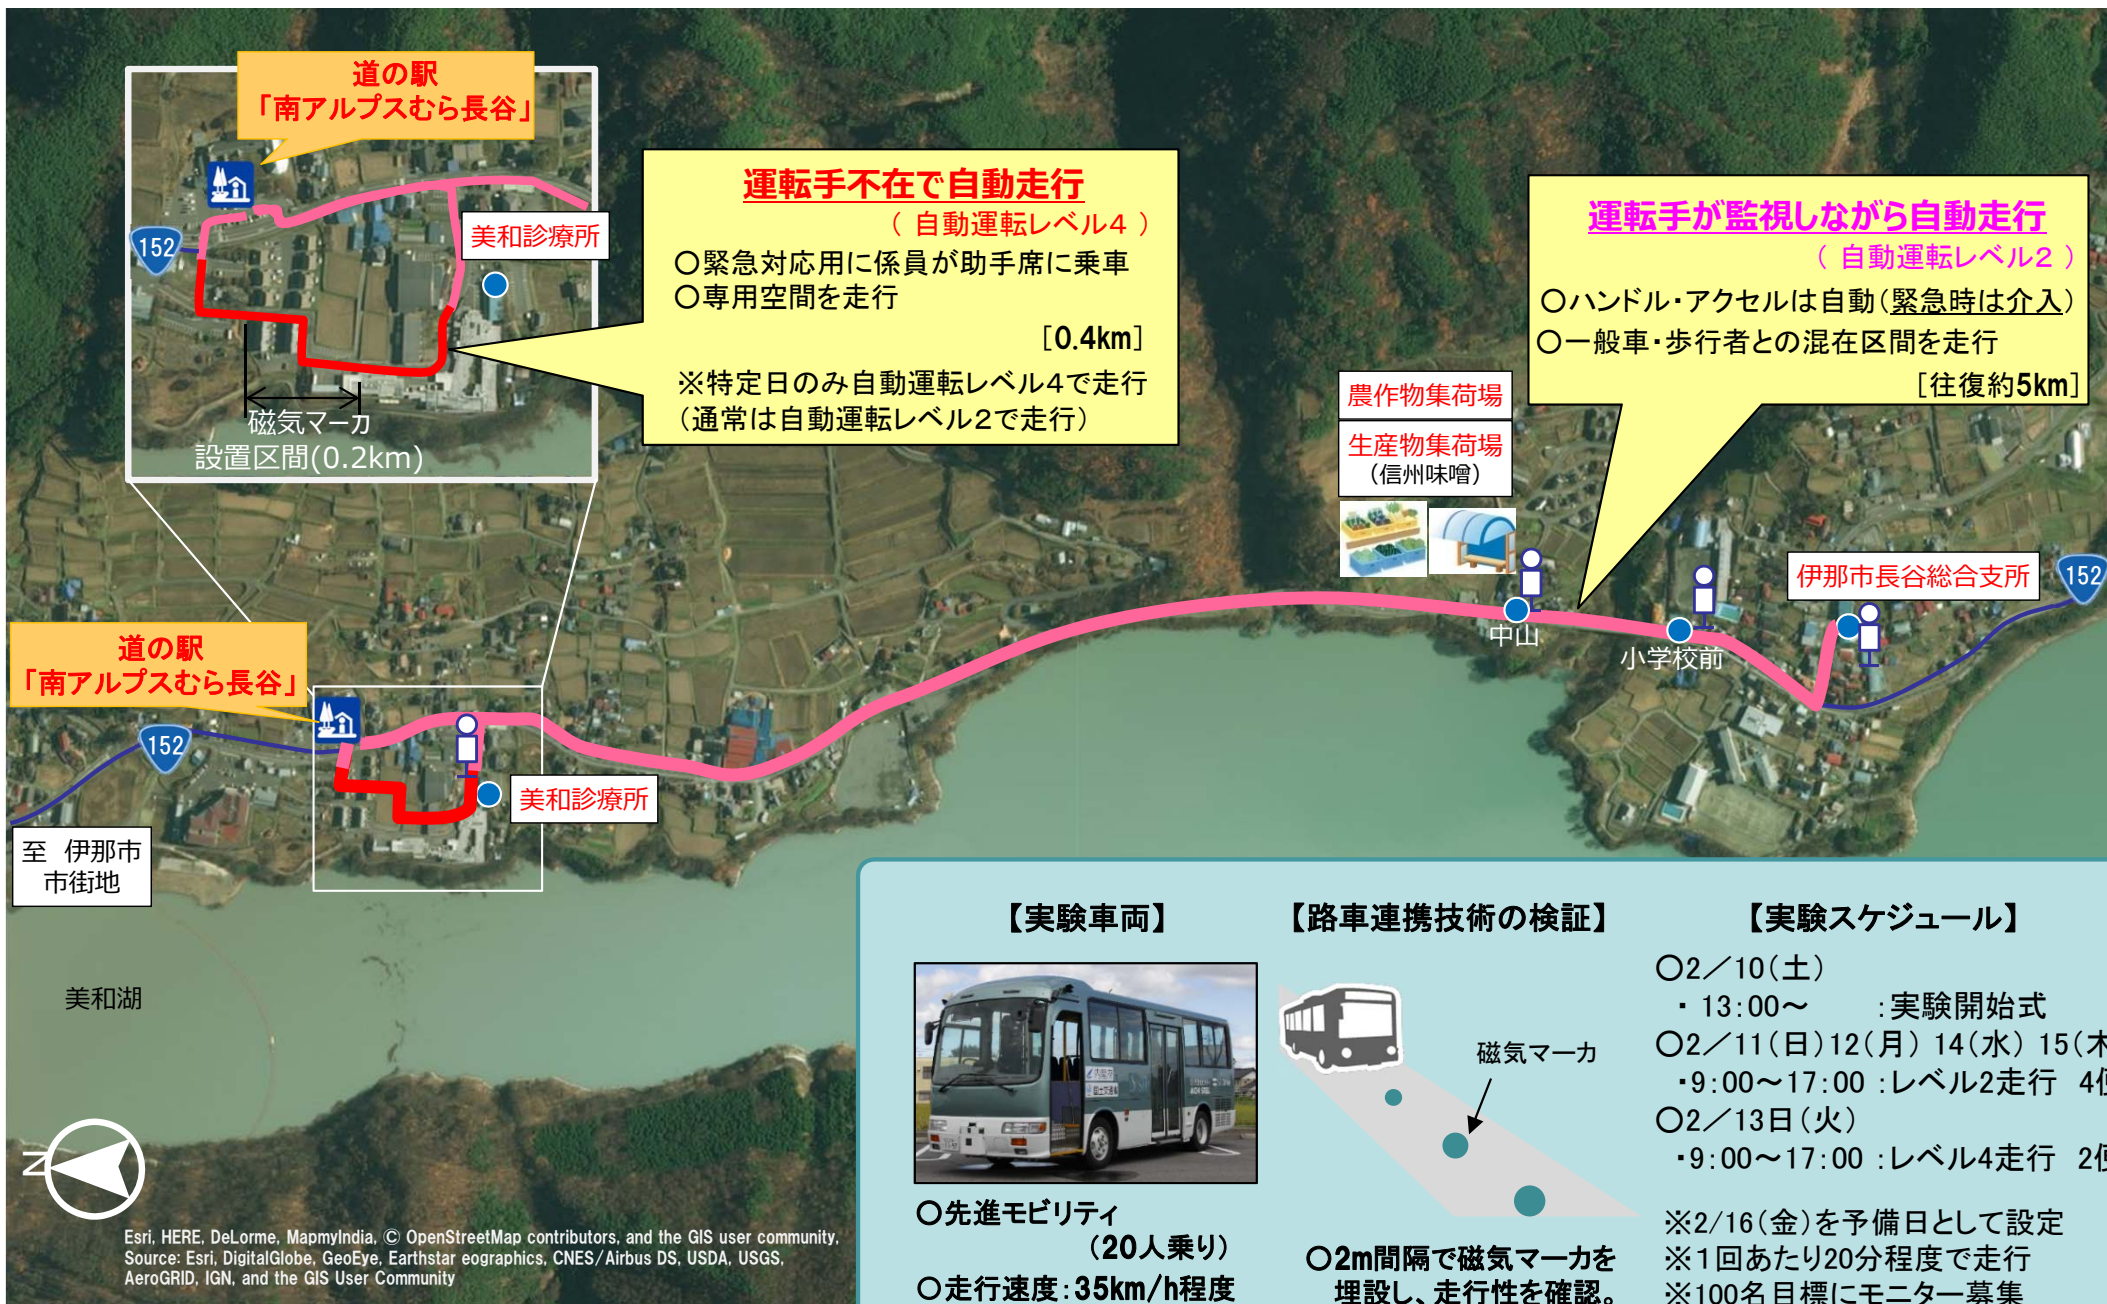 道の駅
「南アルプスむら長谷」
152
美和診療所
磁気マーカ
設置区間(0.2km)
運転手不在で自動走行
（ 自動運転レベル４ ）
○緊急対応用に係員が助手席に乗車
○専用空間を走行
[0.4km]
※特定日のみ自動運転レベル４で走行
（通常は自動運転レベル２で走行）
運転手が監視しながら自動走行
（ 自動運転レベル２ ）
○ハンドル・アクセルは自動（緊急時は介入）
○一般車・歩行者との混在区間を走行
[往復約5km]
農作物集荷場
生産物集荷場
（信州味噌）
中山
小学校前
伊那市長谷総合支所
152
道の駅
「南アルプスむら長谷」
152
美和診療所
至 伊那市
市街地
美和湖
N
Esri, HERE, DeLorme, MapmyIndia, © OpenStreetMap contributors, and the GIS user community,
Source: Esri, DigitalGlobe, GeoEye, Earthstar eographics, CNES/Airbus DS, USDA, USGS,
AeroGRID, IGN, and the GIS User Community
【実験車両】
○先進モビリティ
（20人乗り）
○走行速度：35km/h程度
【路車連携技術の検証】
磁気マーカ
○2m間隔で磁気マーカを
埋設し、走行性を確認。
【実験スケジュール】
○2／10（土）
・13：00～ ：実験開始式
○2／11（日）12（月） 14（水） 15（木
・9：00～17：00 ：レベル2走行 4便
○2／13日（火）
・9：00～17：00 ：レベル4走行 2便
※2/16（金）を予備日として設定
※１回あたり20分程度で走行
※100名目標にモニター募集